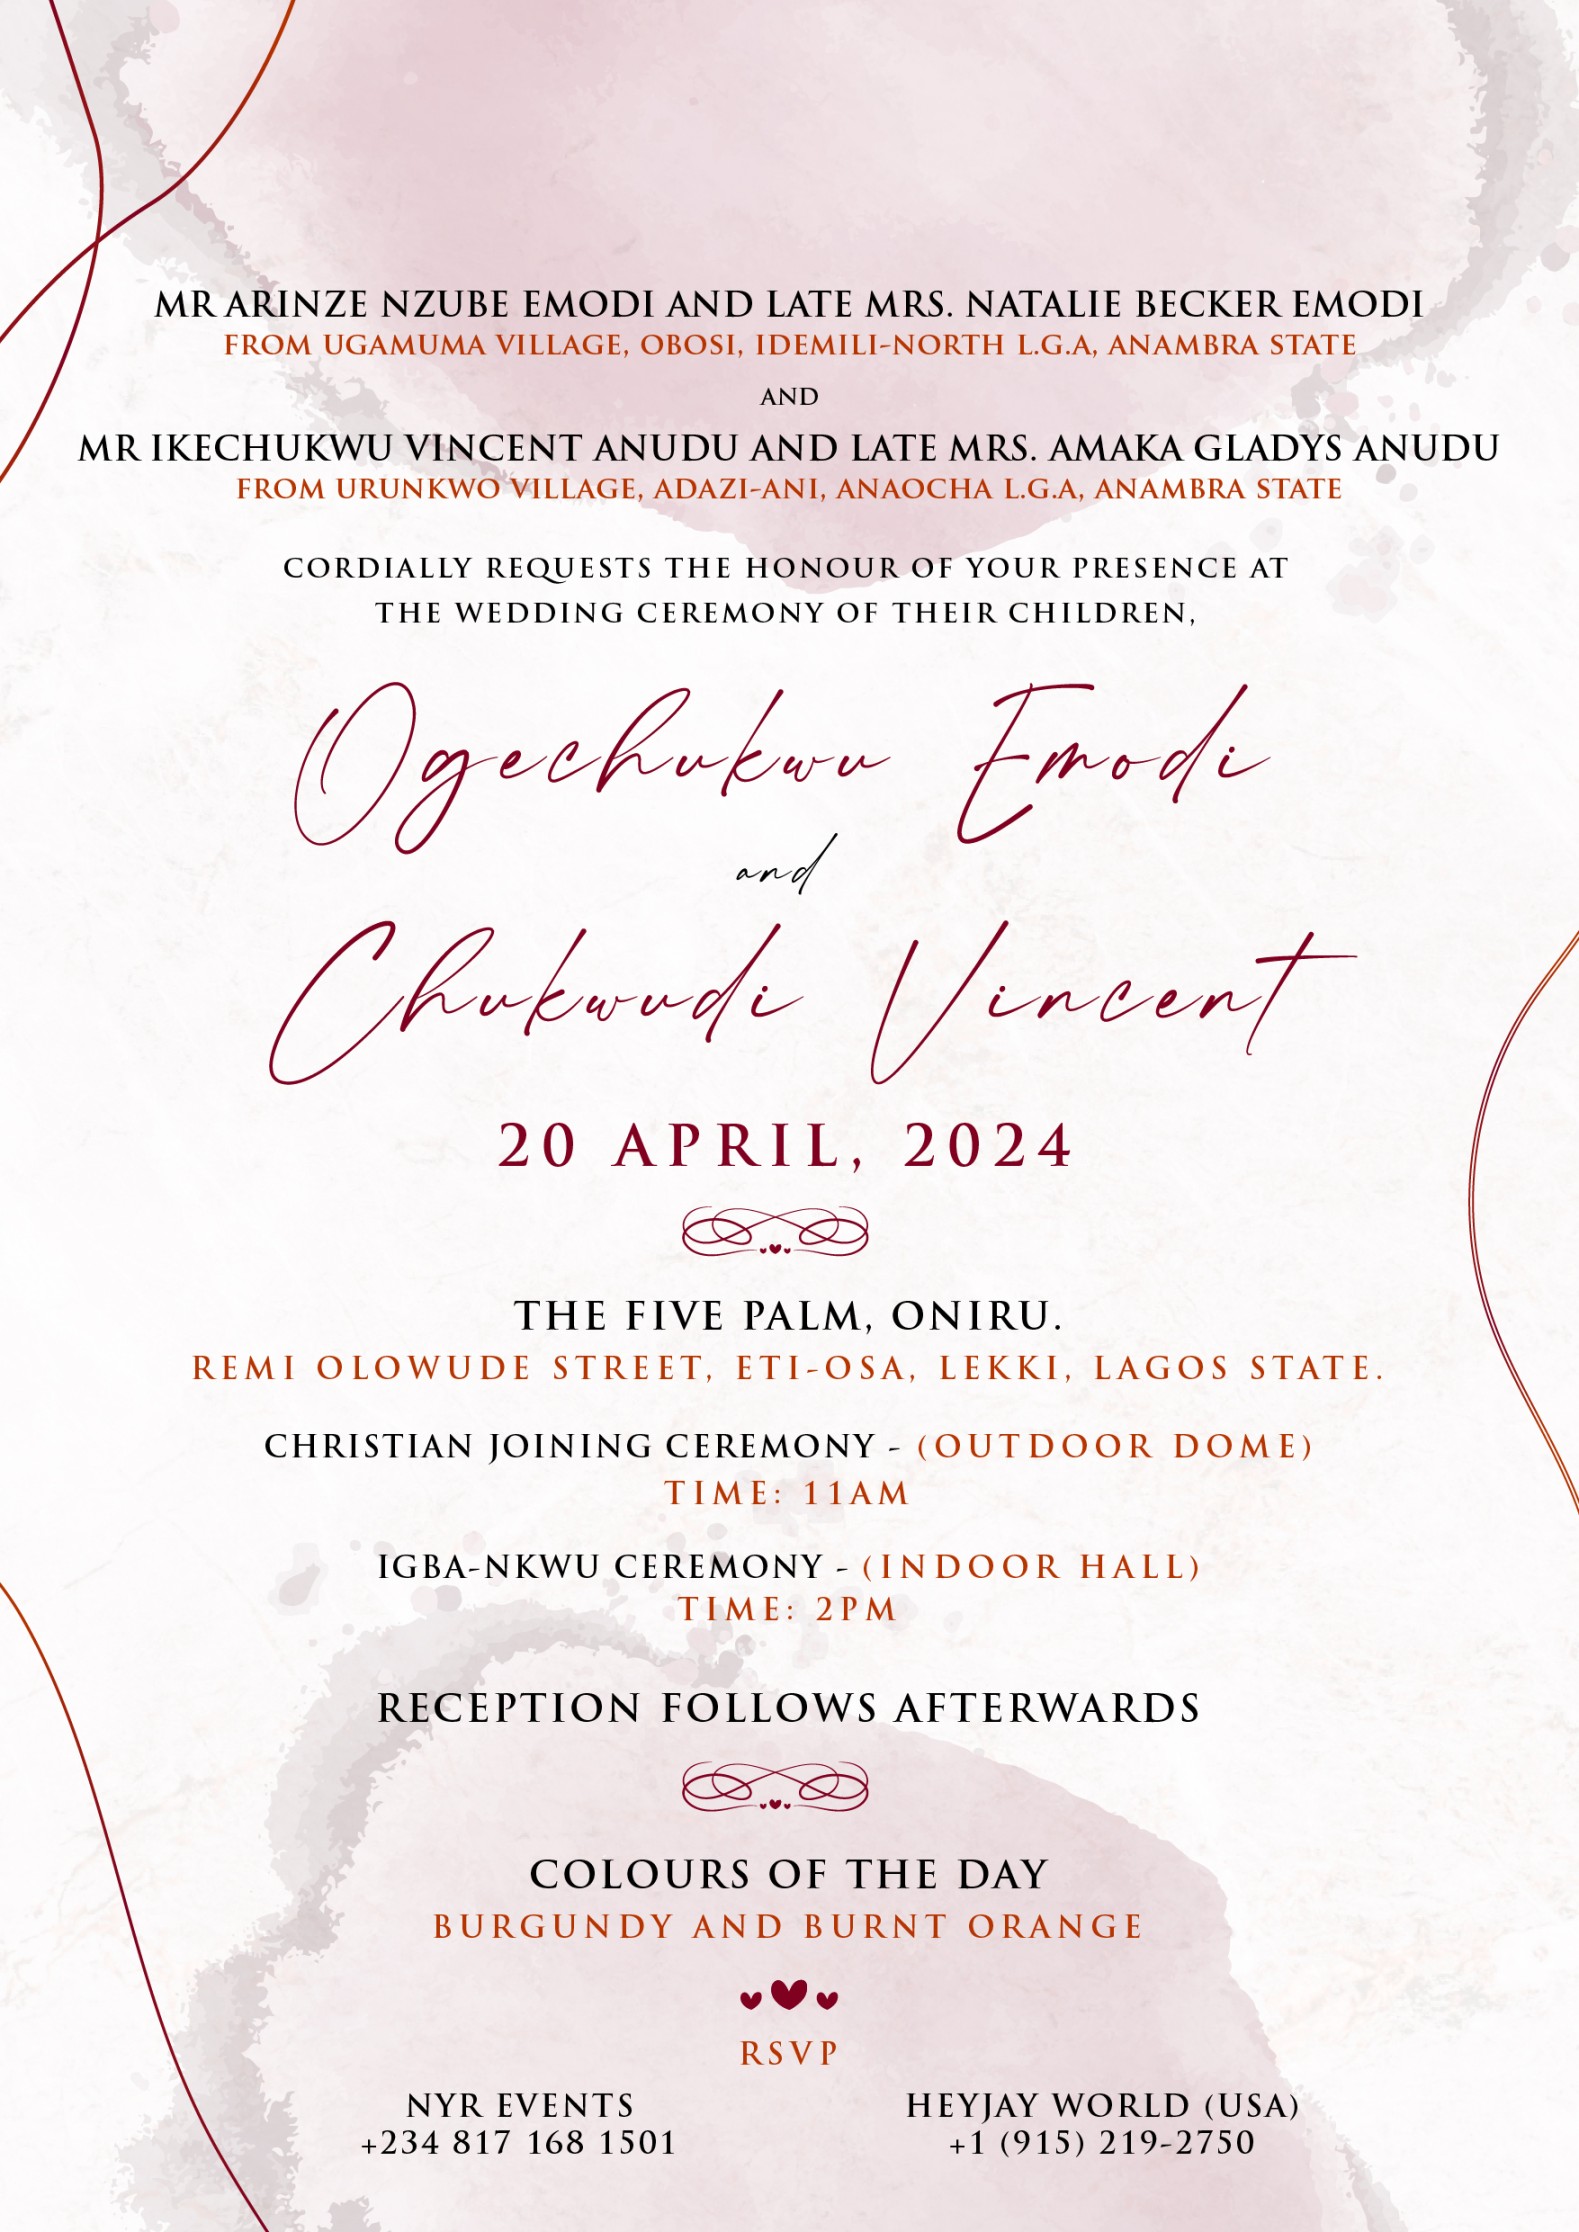 MR ARINZE NZUBE EMODI AND LATE MRS. NATALIE BECKER EMODI
FROM UGAMUMA VILLAGE, OBOSI, IDEMILI-NORTH L.G.A, ANAMBRA STATE
AND
MR IKECHUKWU VINCENT ANUDU AND LATE MRS. AMAKA GLADYS ANUDU
FROM URUNKWO VILLAGE, ADAZI-ANI, ANAOCHA L.G.A, ANAMBRA STATE
CORDIALLY REQUESTS THE HONOUR OF YOUR PRESENCE AT
THE WEDDING CEREMONY OF THEIR CHILDREN,
Ogechukwu Emodi
and
Chukwudi Vincent
20 APRIL, 2024
THE FIVE PALM, ONIRU.
REMI OLOWUDE STREET, ETI-OSA, LEKKI, LAGOS STATE.
CHRISTIAN JOINING CEREMONY - (OUTDOOR DOME)
TIME: 11AM
IGBA-NKWU CEREMONY - (INDOOR HALL)
TIME: 2PM
RECEPTION FOLLOWS AFTERWARDS
COLOURS OF THE DAY
BURGUNDY AND BURNT ORANGE
RSVP
NYR EVENTS
+234 817 168 1501
HEYJAY WORLD (USA)
+1 (915) 219-2750